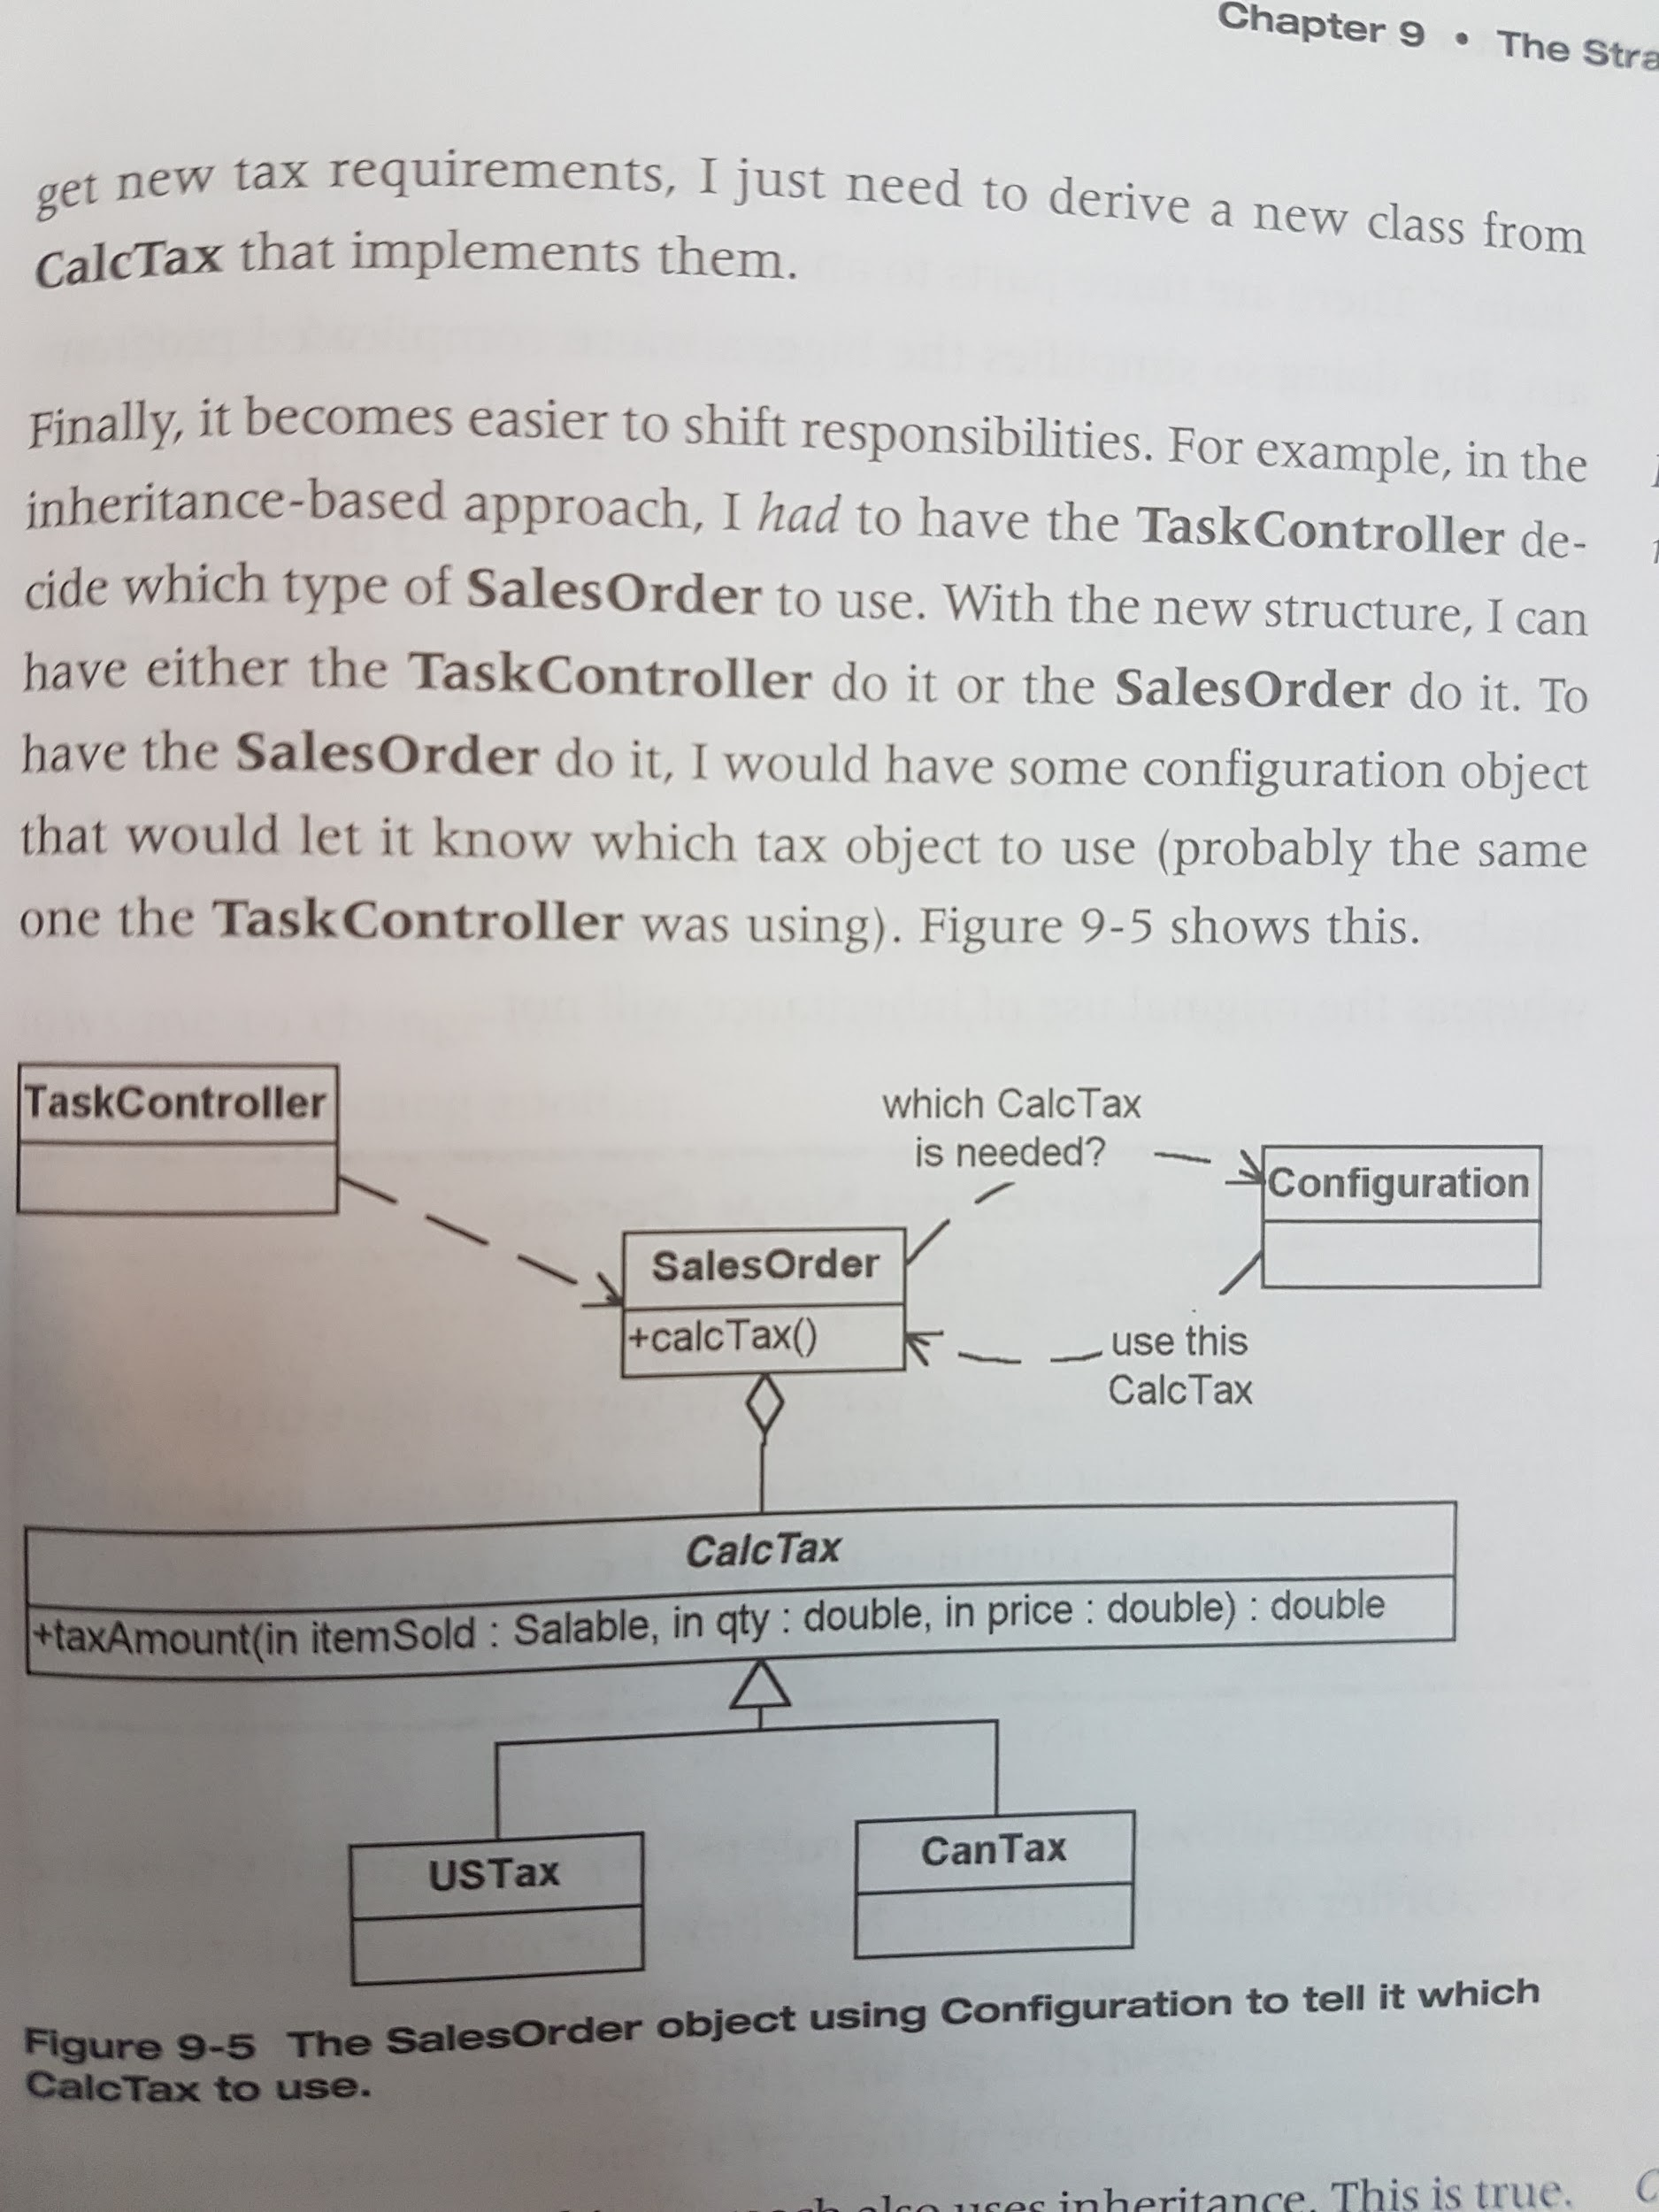 Chapter 9 • The Stra
get new tax requirements, I just need to derive a new class from
CalcTax that implements them.
Finally, it becomes easier to shift responsibilities. For example, in the
inheritance-based approach, I had to have the TaskController de-
cide which type of SalesOrder to use. With the new structure, I can
have either the TaskController do it or the SalesOrder do it. To
have the SalesOrder do it, I would have some configuration object
that would let it know which tax object to use (probably the same
one the TaskController was using). Figure 9-5 shows this.
TaskController
which CalcTax
is needed?
Configuration
SalesOrder
+calcTax()
use this
CalcTax
CalcTax
+taxAmount(in itemSold : Salable, in qty : double, in price : double) : double
USTax
CanTax
Figure 9-5 The SalesOrder object using Configuration to tell it which
CalcTax to use.
also uses inheritance. This is true.